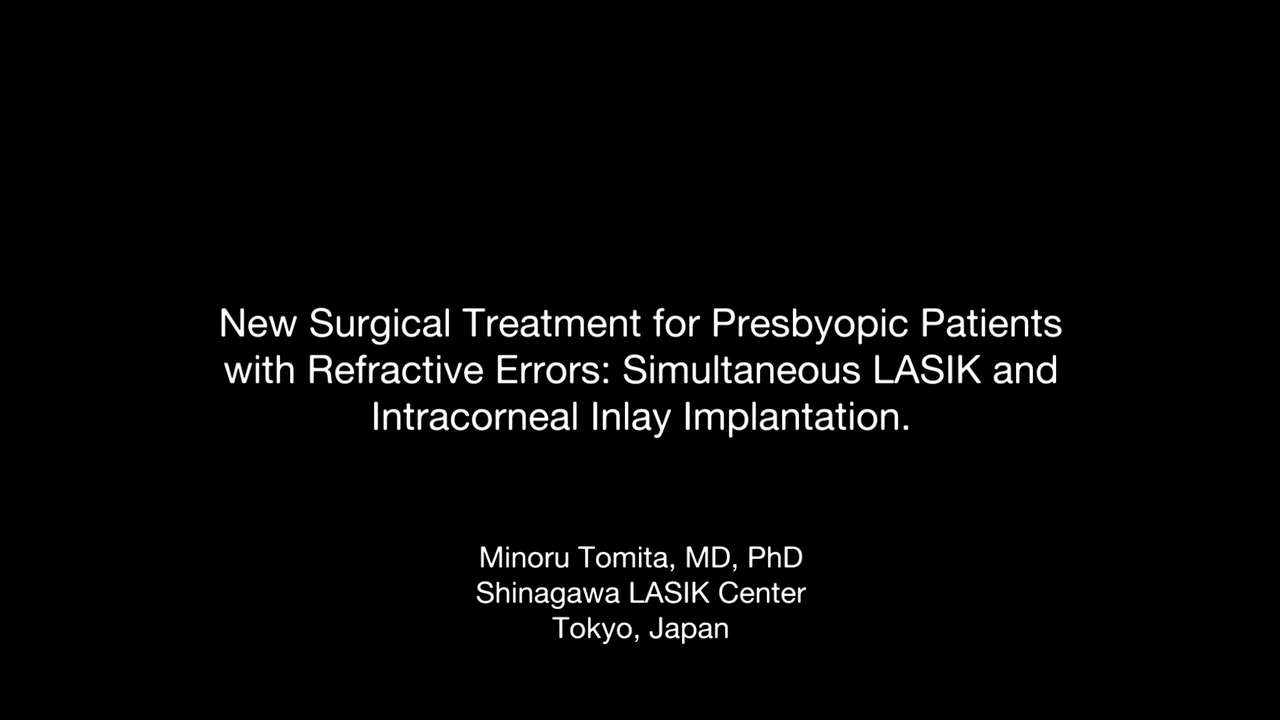 New Surgical Treatment for Presbyopic Patients
with Refractive Errors: Simultaneous LASIK and
Intracorneal Inlay Implantation.
Minoru Tomita, MD, PhD
Shinagawa LASIK Center
Tokyo, Japan